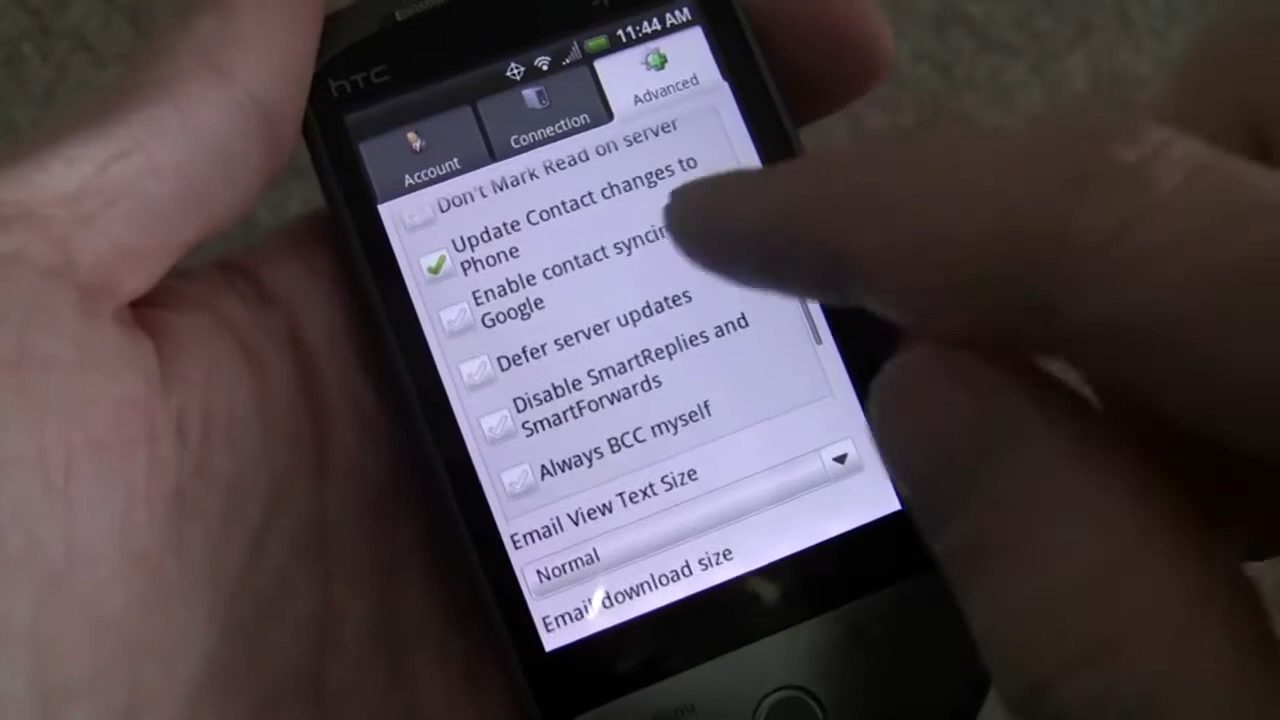 11:44 AM
hTC
Account
Connection
Advanced
Don't Mark Read on server
Update Contact changes to
Phone
Enable contact
Google
Defer server updates
Disable SmartReplies and
SmartForwards
Always BCC myself
Email View Text Size
Normal
Email download size